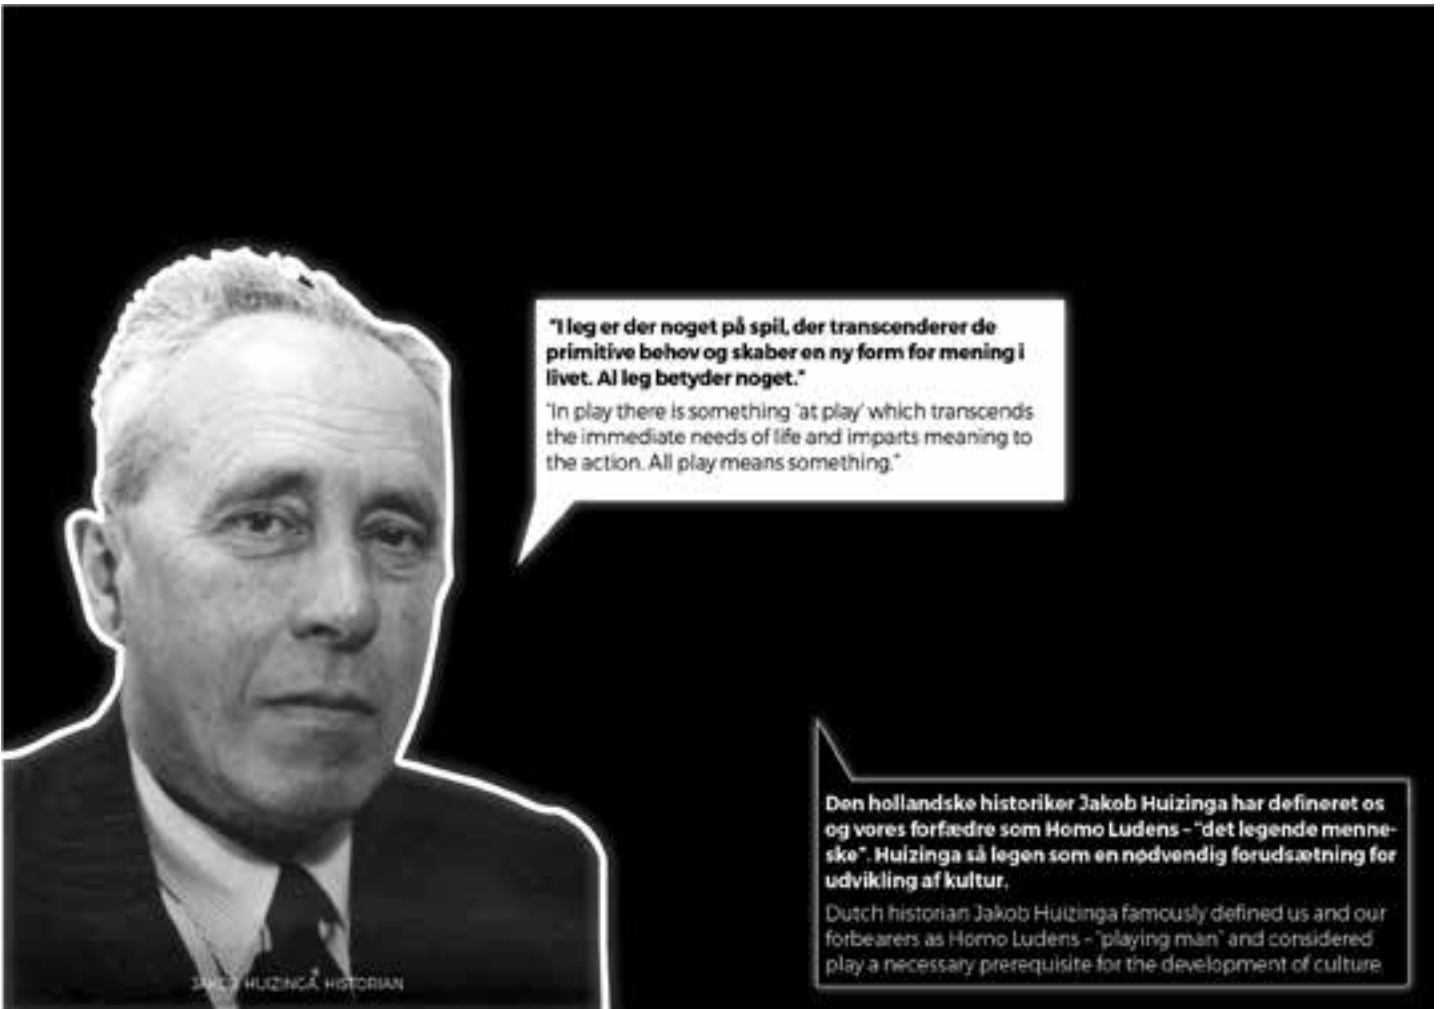 "I leg er der noget på spil, der transcenderer de
primitive behov og skaber en ny form for mening i
livet. Al leg betyder noget."
"In play there is something 'at play' which transcends
the immediate needs of life and imparts meaning to
the action. All play means something."
Den hollandske historiker Jakob Huizinga har defineret os
og vores forfædre som Homo Ludens – "det legende menne-
ske". Huizinga så legen som en nødvendig forudsætning for
udvikling af kultur.
Dutch historian Jakob Huizinga famously defined us and our
forbearers as Homo Ludens – "playing man" and considered
play a necessary prerequisite for the development of culture
HUIZINGA, HISTORIAN